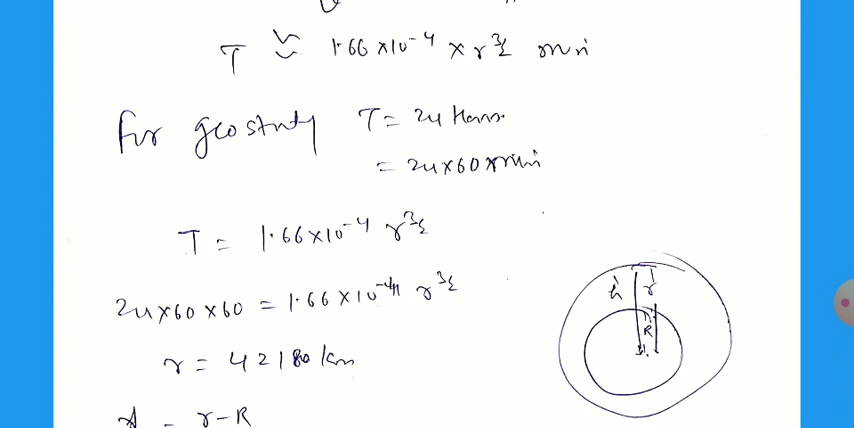 T ≅ 1.66×10⁻⁴ × r^3/2 min
For geostnty T = 24 Hours.
= 24×60 min
T = 1.66×10⁻⁴ r^3/2
24×60×60 = 1.66×10⁻⁴ r^3/2
h r
R
r = 42180 km
r - R